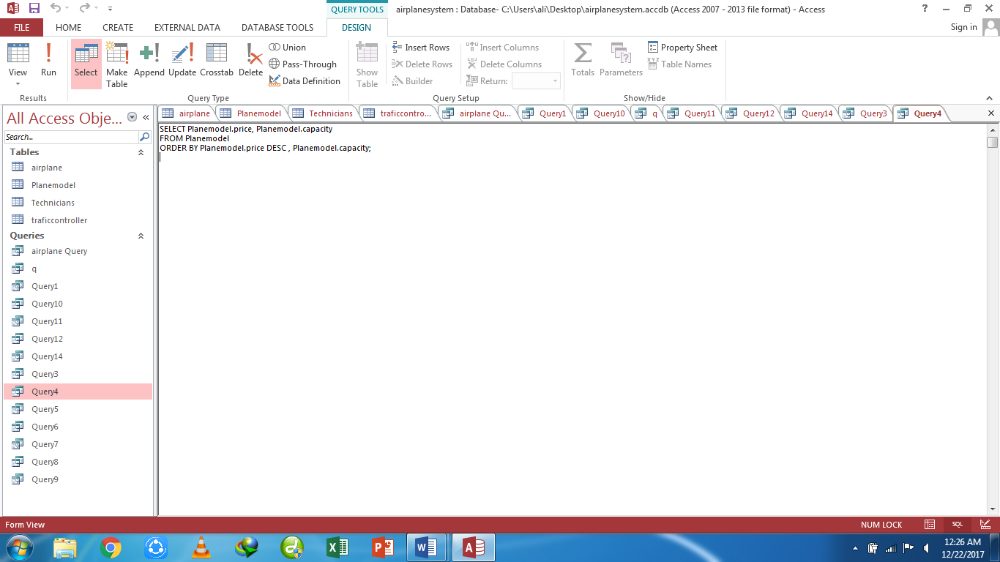 QUERY TOOLS
airplanesystem : Database- C:\Users\ali\Desktop\airplanesystem.accdb (Access 2007 - 2013 file format) - Access
FILE HOME CREATE EXTERNAL DATA DATABASE TOOLS DESIGN Sign in
View
Run
Results
Select
Make Table
Append
Update
Crosstab
Delete
Union
Pass-Through
Data Definition
Query Type
Show Table
Insert Rows
Delete Rows
Builder
Insert Columns
Delete Columns
Return:
Query Setup
Totals
Parameters
Property Sheet
Table Names
Show/Hide
All Access Obje...
Search...
Tables
airplane
Planemodel
Technicians
traficcontroller
Queries
airplane Query
q
Query1
Query10
Query11
Query12
Query14
Query3
Query4
Query5
Query6
Query7
Query8
Query9
airplane Planemodel Technicians traficcontro... airplane Qu... Query1 Query10 q Query11 Query12 Query14 Query3 Query4
SELECT Planemodel.price, Planemodel.capacity
FROM Planemodel
ORDER BY Planemodel.price DESC , Planemodel.capacity;
Form View
NUM LOCK
SQL
12:26 AM
12/22/2017